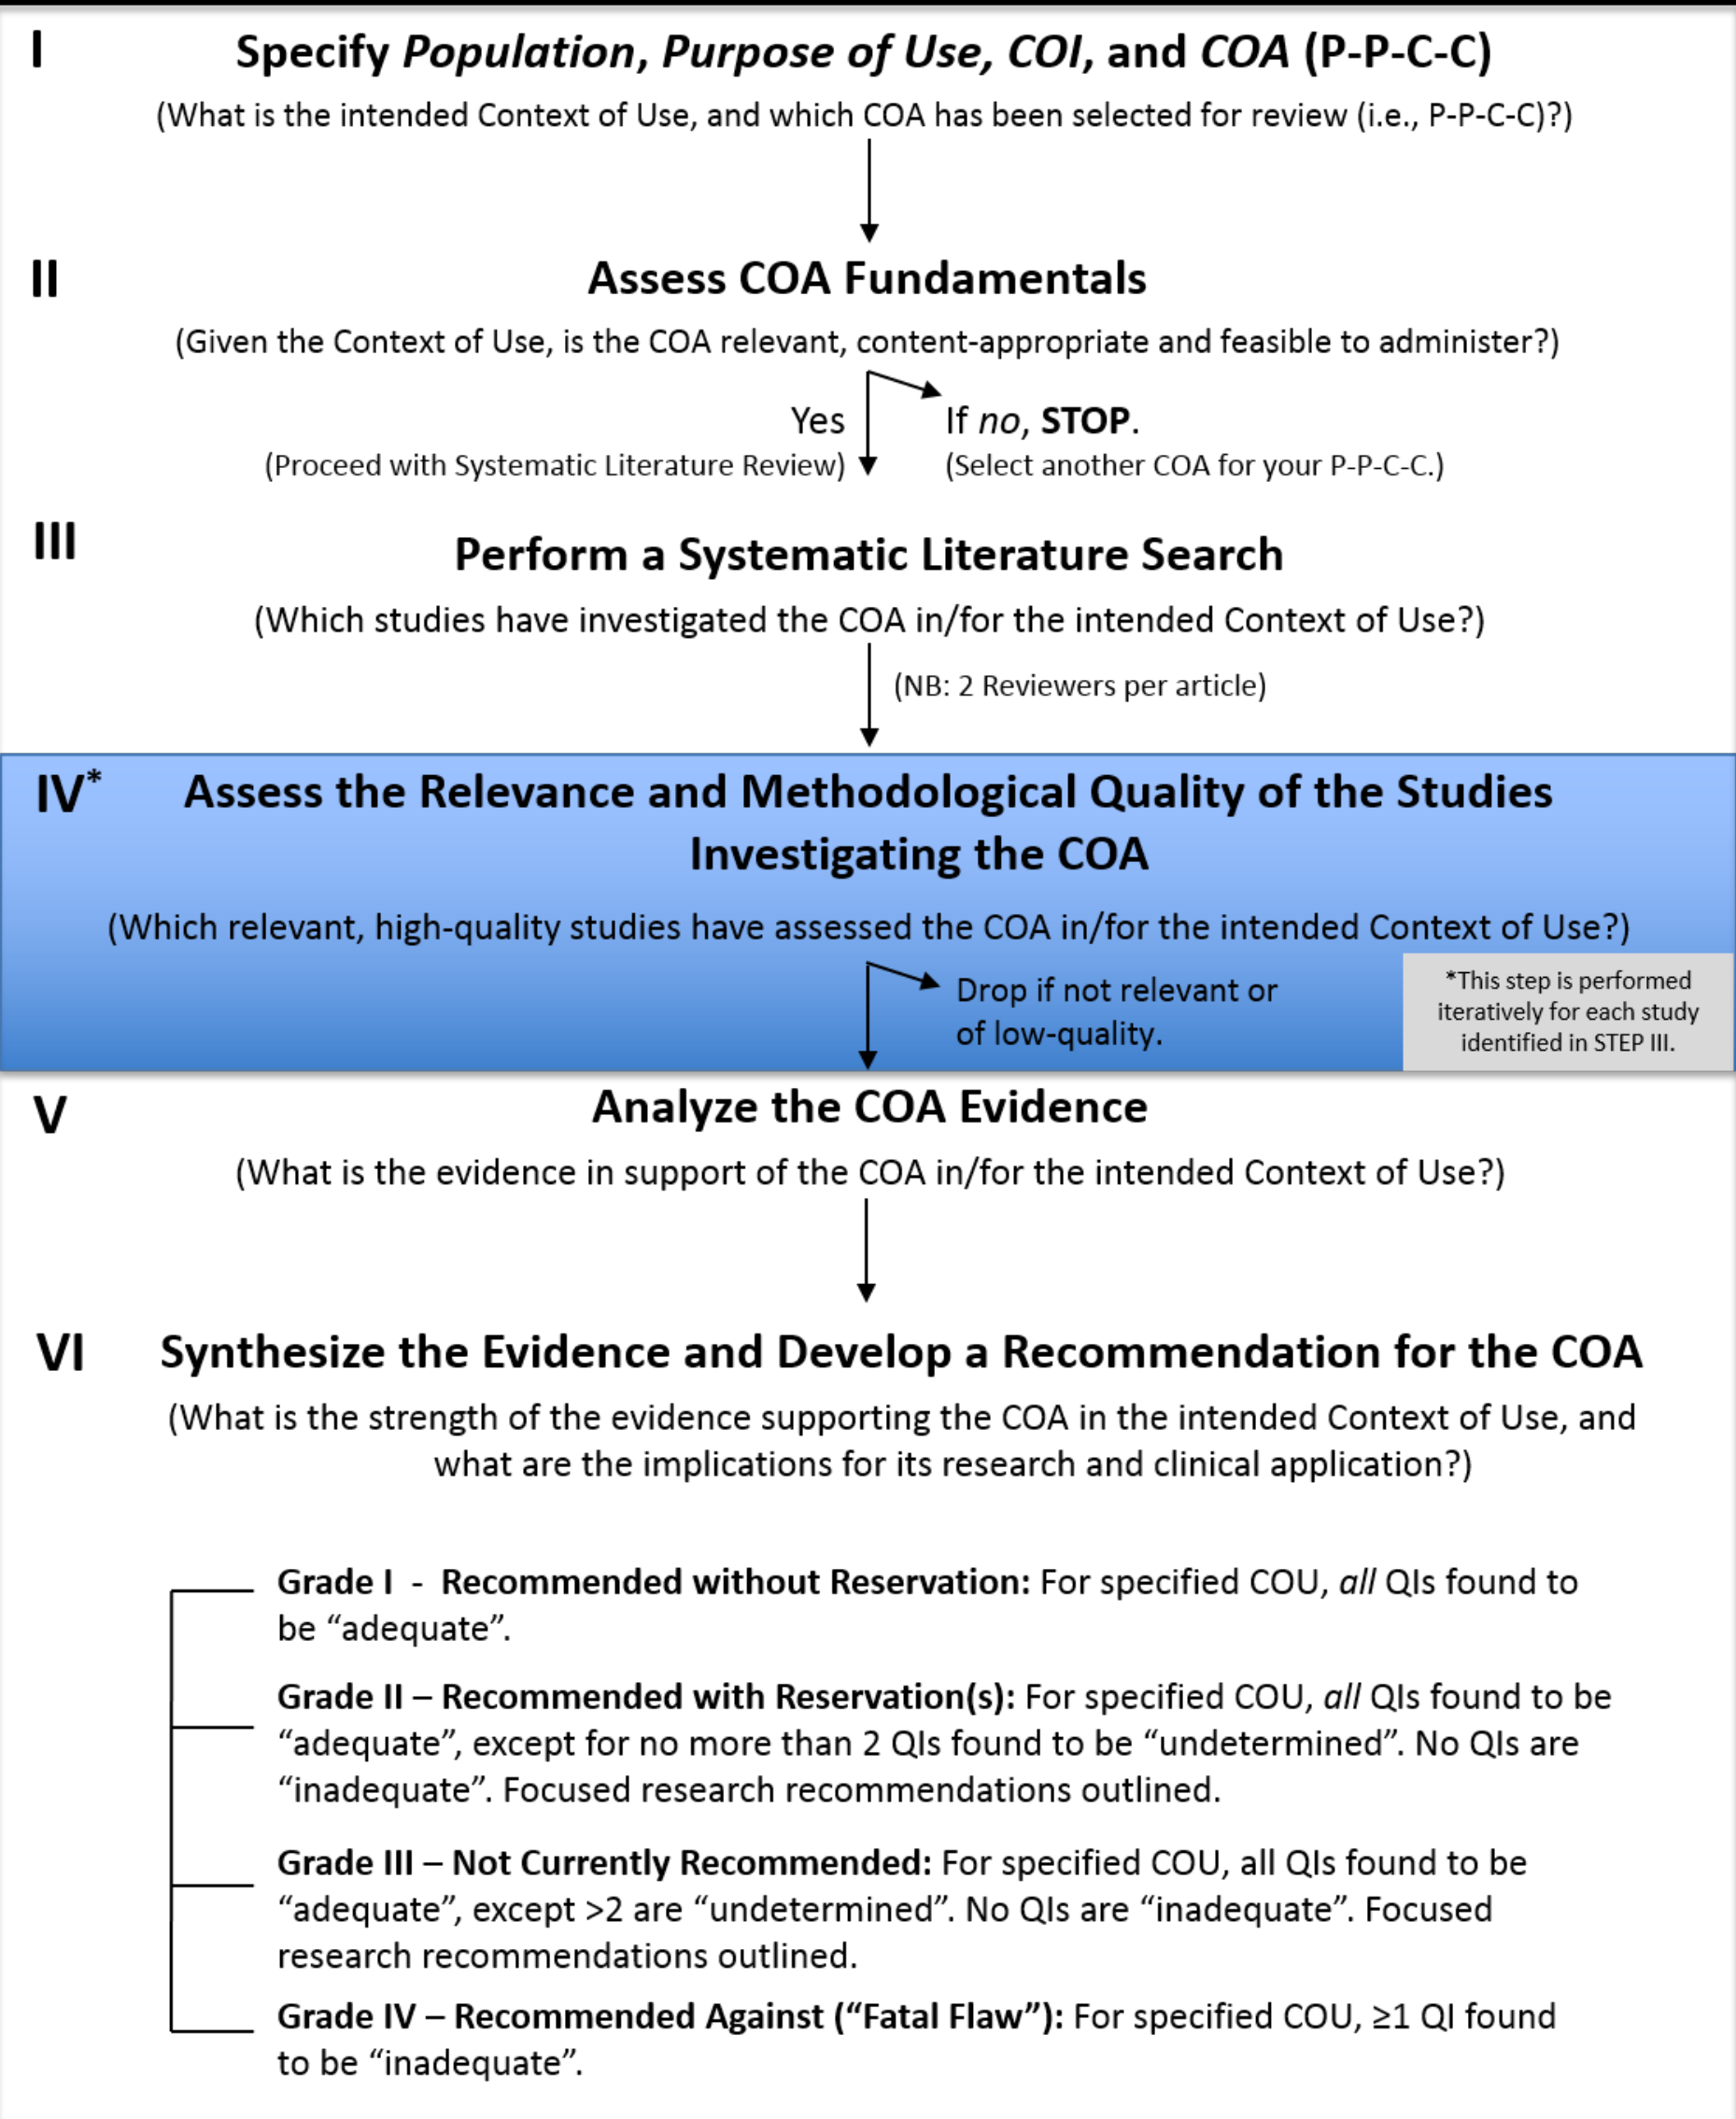 I
Specify Population, Purpose of Use, COI, and COA (P-P-C-C)
(What is the intended Context of Use, and which COA has been selected for review (i.e., P-P-C-C)?)
II
Assess COA Fundamentals
(Given the Context of Use, is the COA relevant, content-appropriate and feasible to administer?)
Yes
(Proceed with Systematic Literature Review)
If no, STOP.
(Select another COA for your P-P-C-C.)
III
Perform a Systematic Literature Search
(Which studies have investigated the COA in/for the intended Context of Use?)
(NB: 2 Reviewers per article)
IV*
Assess the Relevance and Methodological Quality of the Studies
Investigating the COA
(Which relevant, high-quality studies have assessed the COA in/for the intended Context of Use?)
Drop if not relevant or
of low-quality.
*This step is performed
iteratively for each study
identified in STEP III.
V
Analyze the COA Evidence
(What is the evidence in support of the COA in/for the intended Context of Use?)
VI
Synthesize the Evidence and Develop a Recommendation for the COA
(What is the strength of the evidence supporting the COA in the intended Context of Use, and
what are the implications for its research and clinical application?)
Grade I - Recommended without Reservation: For specified COU, all QIs found to
be “adequate”.
Grade II – Recommended with Reservation(s): For specified COU, all QIs found to be
“adequate”, except for no more than 2 QIs found to be “undetermined”. No QIs are
“inadequate”. Focused research recommendations outlined.
Grade III – Not Currently Recommended: For specified COU, all QIs found to be
“adequate”, except >2 are “undetermined”. No QIs are “inadequate”. Focused
research recommendations outlined.
Grade IV – Recommended Against (“Fatal Flaw”): For specified COU, ≥1 QI found
to be “inadequate”.